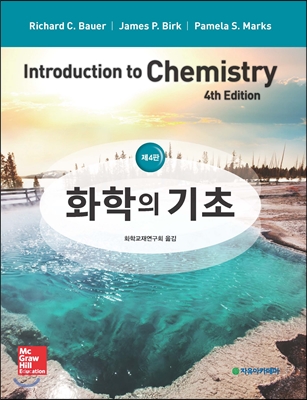 Richard C. Bauer | James P. Birk | Pamela S. Marks
Introduction to Chemistry
4th Edition
제4판
화학의 기초
화학교재연구회 옮김
Mc
Graw
Hill
Education
자유아카데미